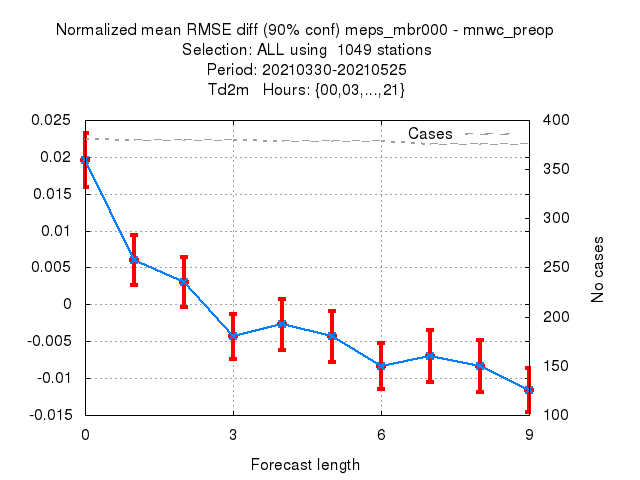 Normalized mean RMSE diff (90% conf) meps_mbr000 - mnwc_preop
Selection: ALL using  1049 stations
Period: 20210330-20210525
Td2m   Hours: {00,03,...,21}
Cases
0.025
0.02
0.015
0.01
0.005
0
-0.005
-0.01
-0.015
400
350
300
250
200
150
100
No cases
0
3
6
9
Forecast length